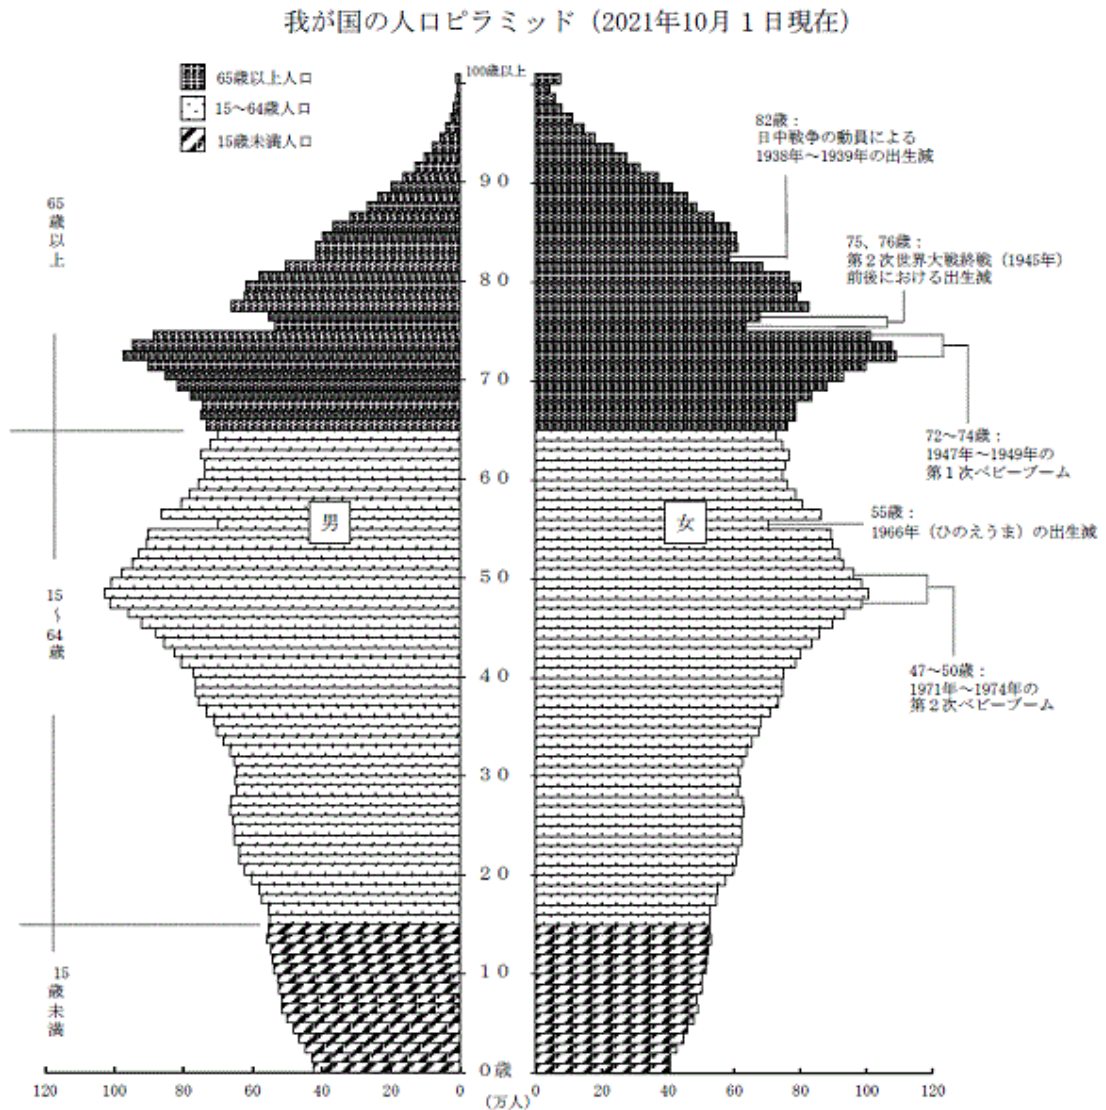 我が国の人口ピラミッド（2021年10月１日現在）
100歳以上
65歳以上人口
15～64歳人口
15歳未満人口
82歳：
日中戦争の動員による
1938年～1939年の出生減
90
65
歳
以
上
75、76歳：
第２次世界大戦終戦（1945年）
前後における出生減
80
70
72～74歳：
1947年～1949年の
第１次ベビーブーム
60
男
女
55歳：
1966年（ひのえうま）の出生減
50
15
～
64
歳
47～50歳：
1971年～1974年の
第２次ベビーブーム
40
30
20
10
15
歳
未
満
0歳
120 100 80 60 40 20 0
0 20 40 60 80 100 120
(万人)